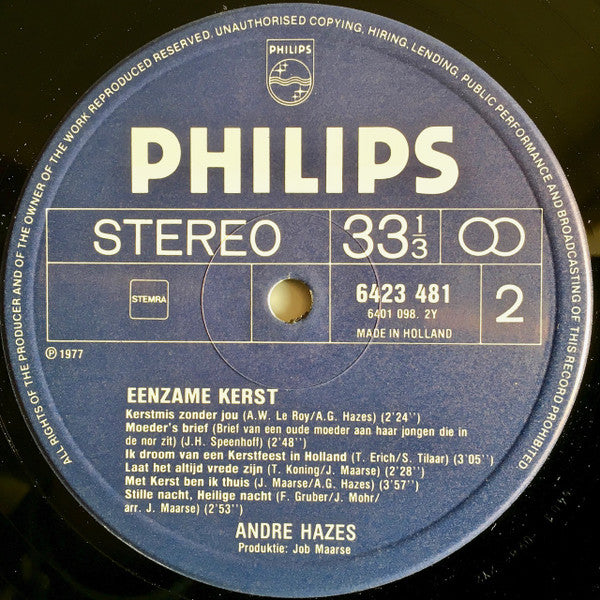 ALL RIGHTS OF THE PRODUCER AND OF THE OWNER OF THE WORK REPRODUCED RESERVED. UNAUTHORISED COPYING, HIRING, LENDING, PUBLIC PERFORMANCE AND BROADCASTING OF THIS RECORD PROHIBITED
PHILIPS
PHILIPS
STEREO 33 1/3
STEMRA
6423 481
6401 098. 2Y
MADE IN HOLLAND
2
℗ 1977
EENZAME KERST
Kerstmis zonder jou (A.W. Le Roy/A.G. Hazes) (2'24'')
Moeder's brief (Brief van een oude moeder aan haar jongen die in
de nor zit) (J.H. Speenhoff) (2'48'')
Ik droom van een Kerstfeest in Holland (T. Erich/S. Tilaar) (3'05'')
Laat het altijd vrede zijn (T. Koning/J. Maarse) (2'28'')
Met Kerst ben ik thuis (J. Maarse/A.G. Hazes) (3'57'')
Stille nacht, Heilige nacht (F. Gruber/J. Mohr/
arr. J. Maarse) (2'53'')
ANDRE HAZES
Produktie: Job Maarse